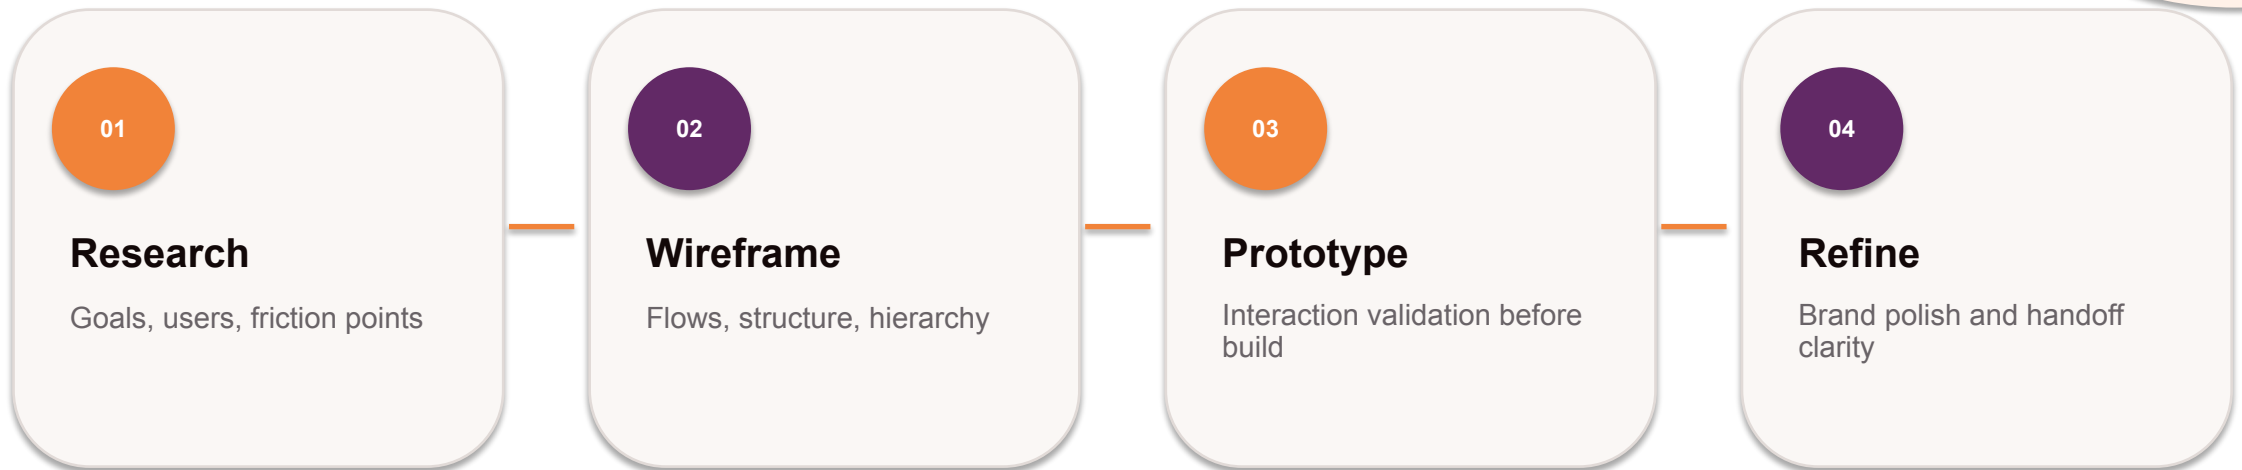 01
Research
Goals, users, friction points
02
Wireframe
Flows, structure, hierarchy
03
Prototype
Interaction validation before
build
04
Refine
Brand polish and handoff
clarity